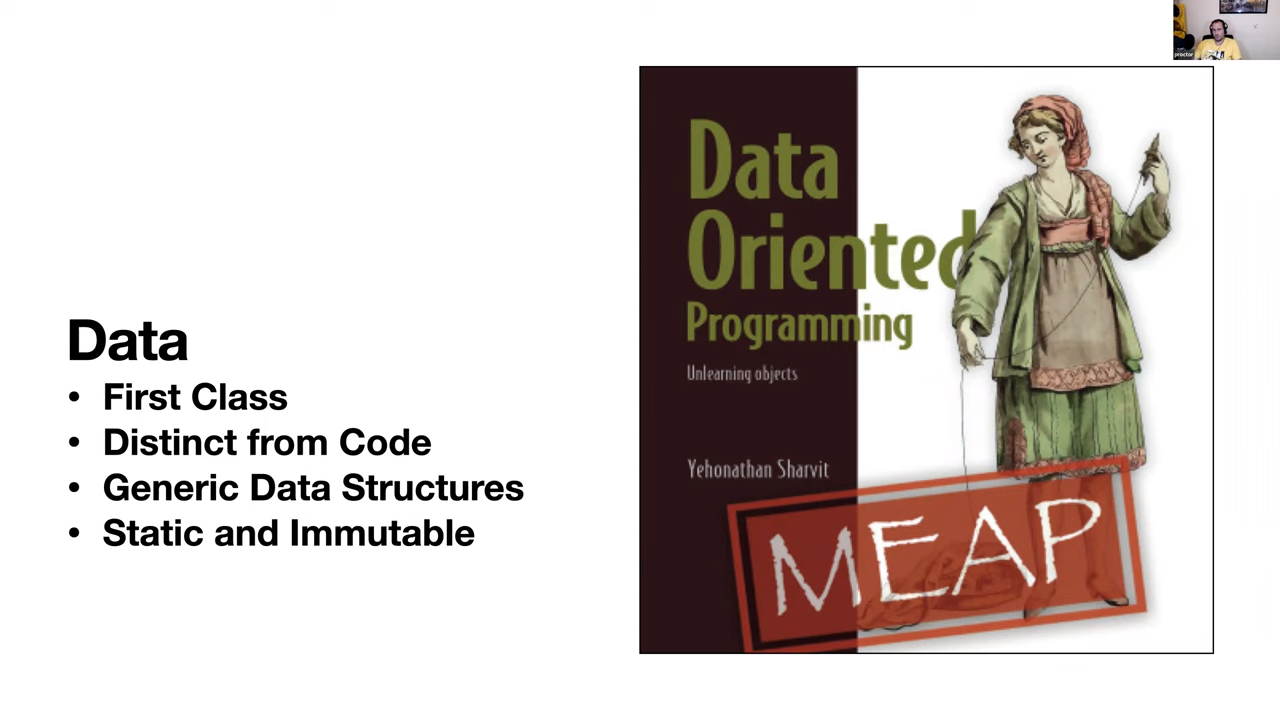 proctor
Data
• First Class
• Distinct from Code
• Generic Data Structures
• Static and Immutable
Data
Oriented
Programming
Unlearning objects
Yehonathan Sharvit
MEAP